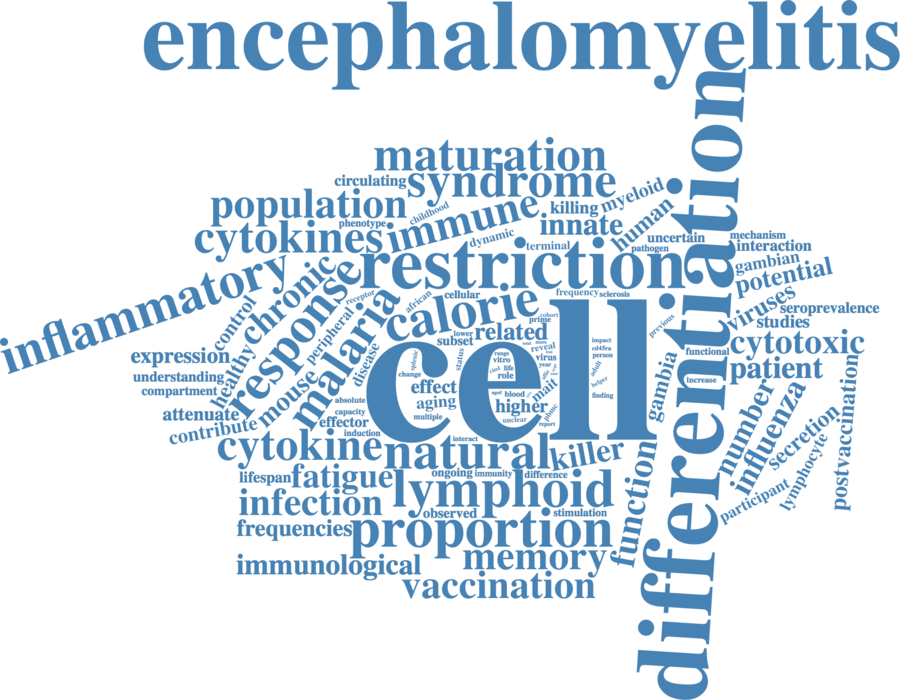 encephalomyelitis
differentiation
maturation
circulating
syndrome
population
childhood
phenotype
immune
killing
myeloid
innate
human
cytokines
dynamic
terminal
pathogen
uncertain
mechanism
interaction
restriction
inflammatory
chronic
response
receptor
gambian
potential
control
peripheral
malaria
african
cellular
frequency
sclerosis
calorie
prime
cohort
previous
viruses
seroprevalence
studies
lower
subset
related
cell
expression
healthy
disease
status
reveal
virus
year
range
vitro
life
role
impact
cd45ra
person
functional
cytotoxic
patient
understanding
compartment
mouse
change
effect
aging
multiple
aged
blood
higher
unclear
mait
pbmc
report
adult
helper
finding
gambia
increase
attenuate
contribute
absolute
capacity
effector
induction
number
influenza
secretion
lymphocyte
participant
postvaccination
cytokine
natural
interact
killer
lifespan
fatigue
ongoing
immunity
difference
function
infection
lymphoid
observed
stimulation
frequencies
proportion
immunological
memory
vaccination